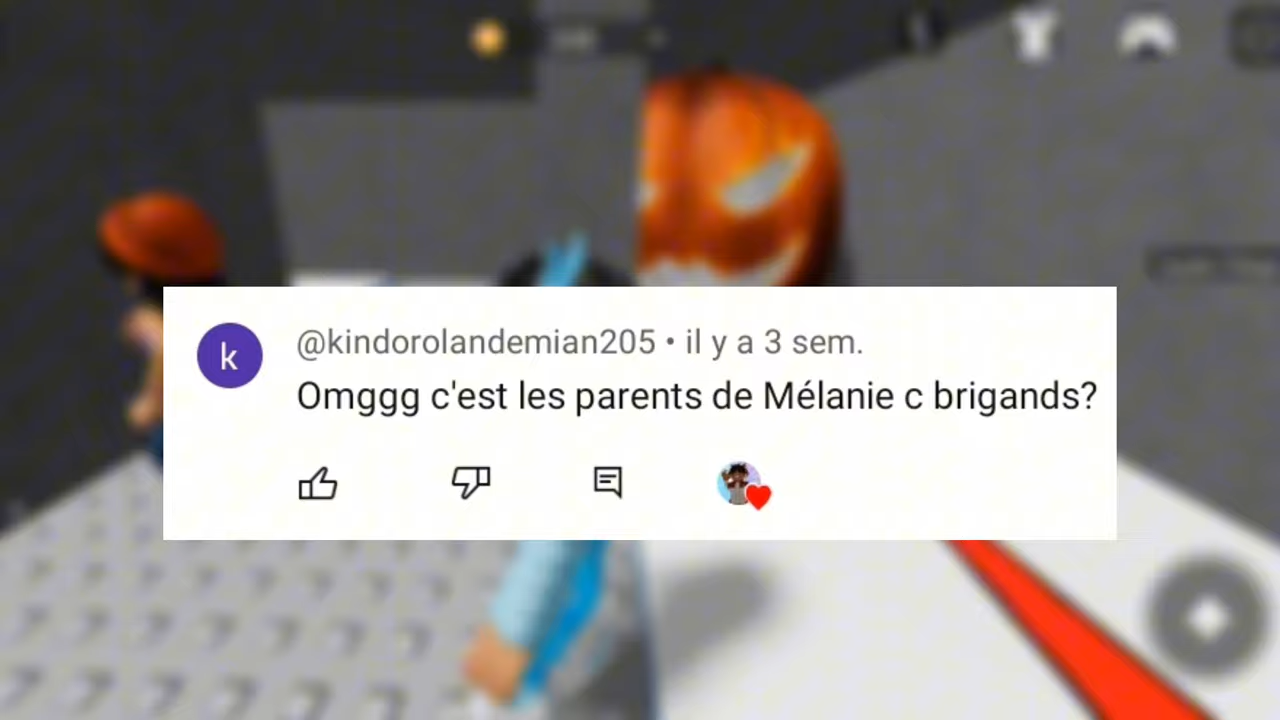 k
@kindorolandemian205 • il y a 3 sem.
Omggg c'est les parents de Mélanie c brigands?